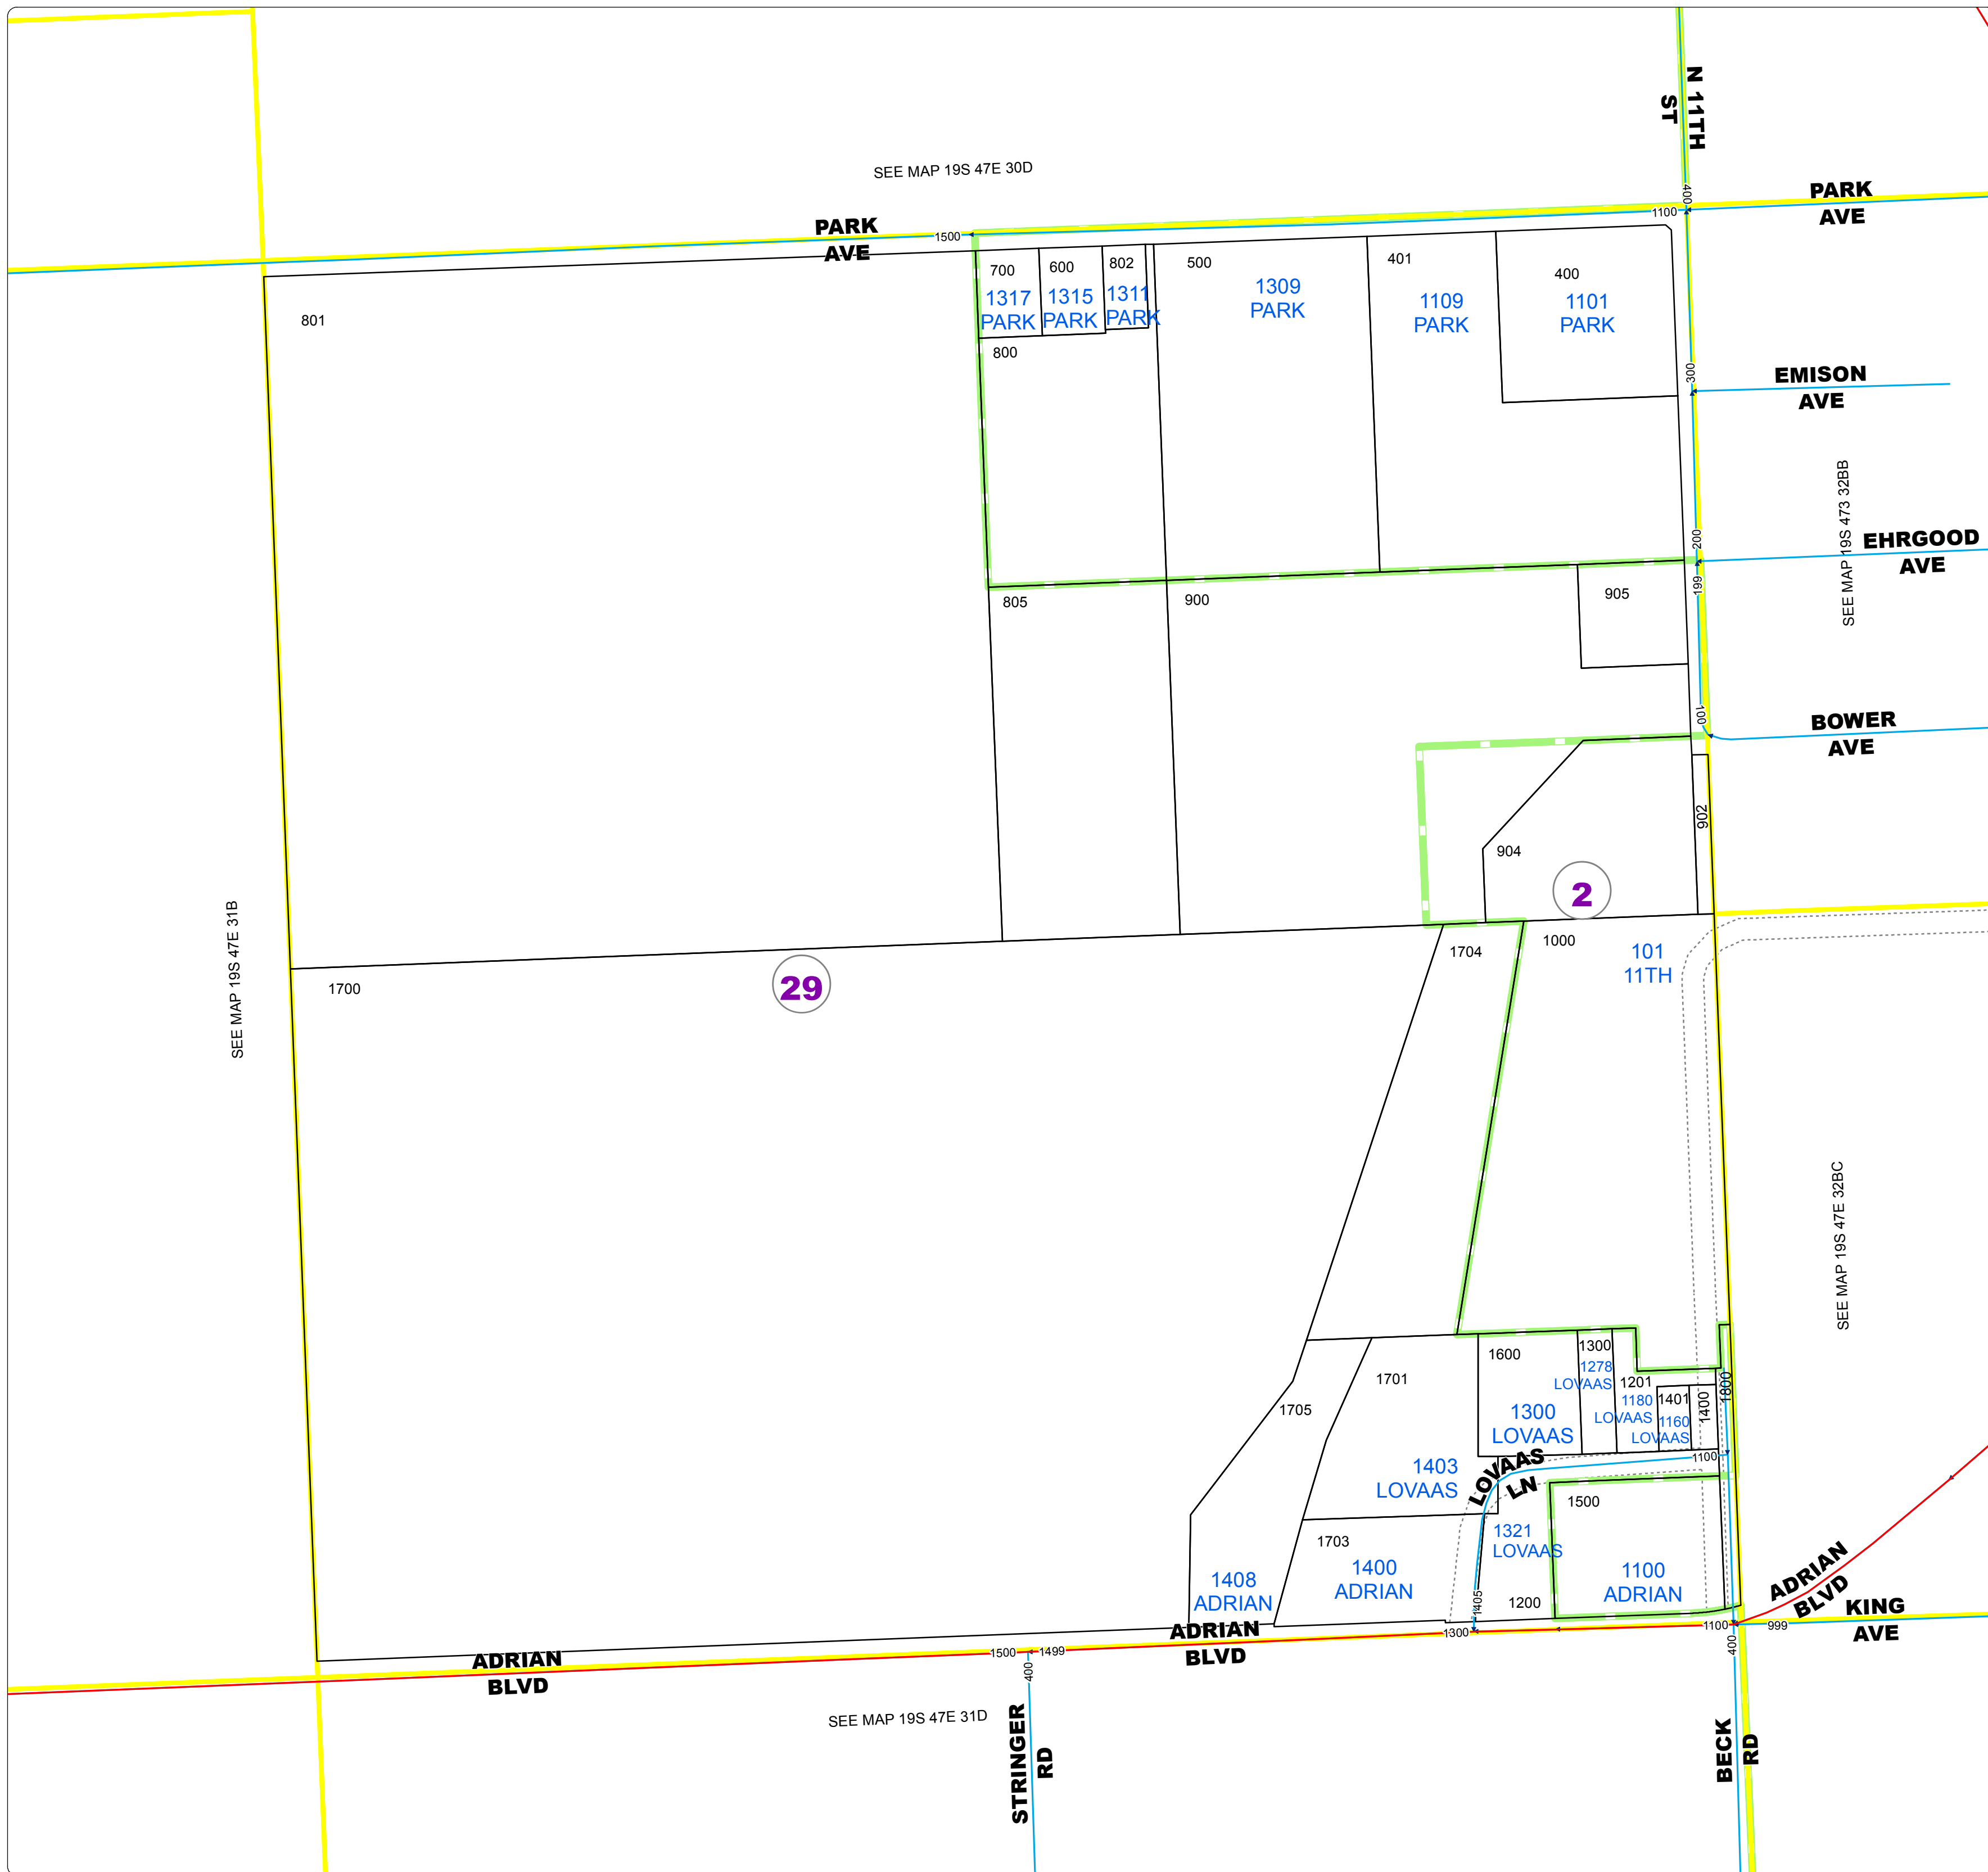 N 11TH
ST
SEE MAP 19S 47E 30D
400
PARK
AVE
1500
1100
PARK
AVE
700
1317
PARK
600
1315
PARK
802
1311
PARK
500
1309
PARK
401
1109
PARK
400
1101
PARK
801
800
300
EMISON
AVE
SEE MAP 19S 473 32BB
200
EHRGOOD
AVE
199
805
900
905
100
BOWER
AVE
902
904
2
SEE MAP 19S 47E 31B
1700
29
1704
1000
101
11TH
SEE MAP 19S 47E 32BC
1600
1300
1278
LOVAAS
1701
1201
1180
LOVAAS
1401
1160
LOVAAS
1400
1800
1705
1300
LOVAAS
1100
1403
LOVAAS
LOVAAS
LN
1500
1321
LOVAAS
1703
1400
ADRIAN
1408
ADRIAN
1405
1200
1100
ADRIAN
ADRIAN
BLVD
KING
AVE
999
1100
400
1300
ADRIAN
BLVD
ADRIAN
BLVD
1500
1499
400
SEE MAP 19S 47E 31D
STRINGER
RD
BECK
RD